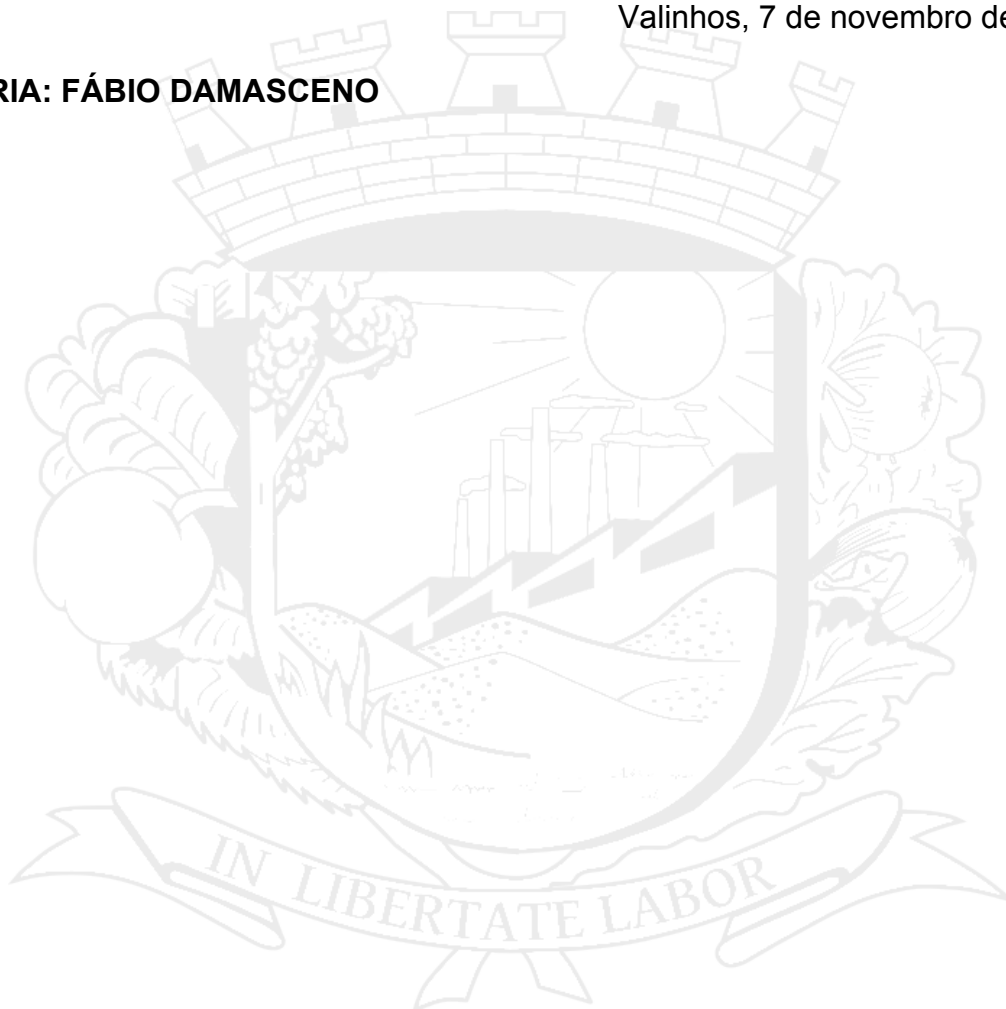 Valinhos, 7 de novembro de
RIA: FÁBIO DAMASCENO
IN LIBERTATE LABOR